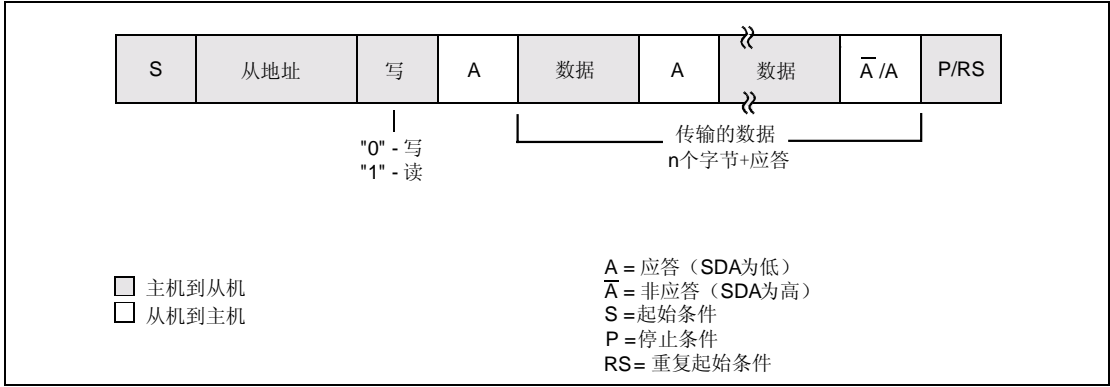 S 从地址 写 A 数据 A 数据 A̅/A P/RS
"0" - 写
"1" - 读
传输的数据
n个字节+应答
主机到从机
从机到主机
A = 应答（SDA为低）
A̅ = 非应答（SDA为高）
S =起始条件
P =停止条件
RS= 重复起始条件